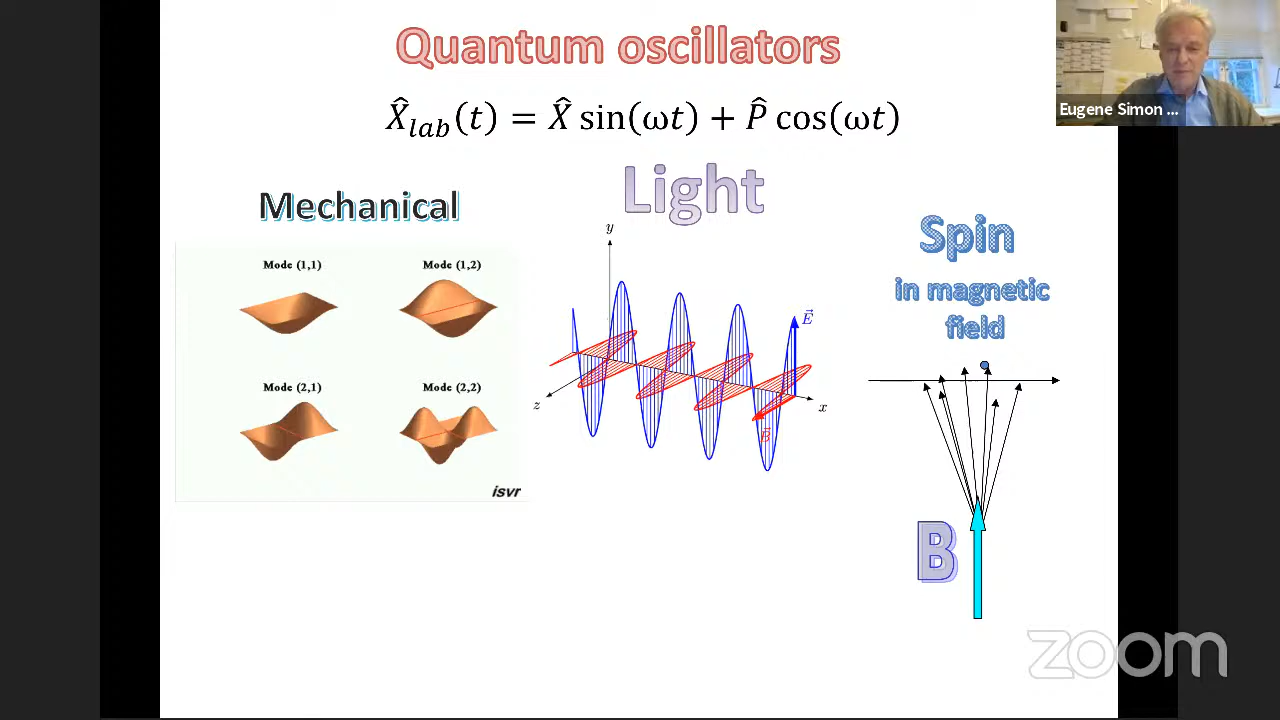 Quantum oscillators
X̂lab(t) = X̂ sin(ωt) + P̂ cos(ωt)
Eugene Simon ...
Light
Mechanical
Spin
in magnetic
field
Mode (1,1)
Mode (1,2)
Mode (2,1)
Mode (2,2)
isvr
y
E⃗
z
x
B⃗
B
zoom